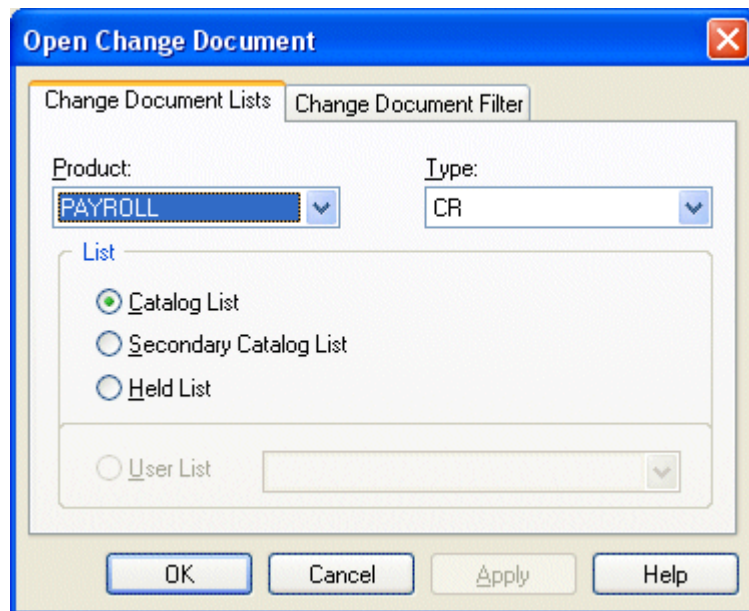 Open Change Document
Change Document Lists Change Document Filter
Product: Type:
PAYROLL CR
List
Catalog List
Secondary Catalog List
Held List
User List
OK Cancel Apply Help